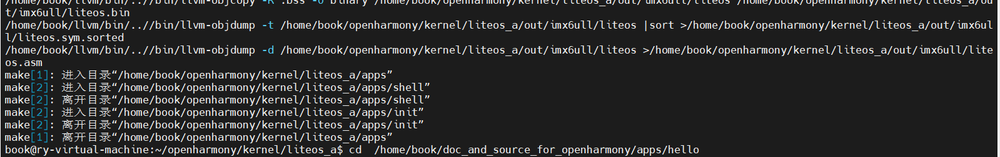 /home/book/llvm/bin/..//bin/llvm-objcopy -R .bss -O binary /home/book/openharmony/kernel/liteos_a/out/imx6ull/liteos /home/book/openharmony/kernel/liteos_a/ou
t/imx6ull/liteos.bin
/home/book/llvm/bin/..//bin/llvm-objdump -t /home/book/openharmony/kernel/liteos_a/out/imx6ull/liteos |sort >/home/book/openharmony/kernel/liteos_a/out/imx6ul
l/liteos.sym.sorted
/home/book/llvm/bin/..//bin/llvm-objdump -d /home/book/openharmony/kernel/liteos_a/out/imx6ull/liteos >/home/book/openharmony/kernel/liteos_a/out/imx6ull/lite
os.asm
make[1]: 进入目录“/home/book/openharmony/kernel/liteos_a/apps”
make[2]: 进入目录“/home/book/openharmony/kernel/liteos_a/apps/shell”
make[2]: 离开目录“/home/book/openharmony/kernel/liteos_a/apps/shell”
make[2]: 进入目录“/home/book/openharmony/kernel/liteos_a/apps/init”
make[2]: 离开目录“/home/book/openharmony/kernel/liteos_a/apps/init”
make[1]: 离开目录“/home/book/openharmony/kernel/liteos_a/apps”
book@ry-virtual-machine:~/openharmony/kernel/liteos_a$ cd  /home/book/doc_and_source_for_openharmony/apps/hello